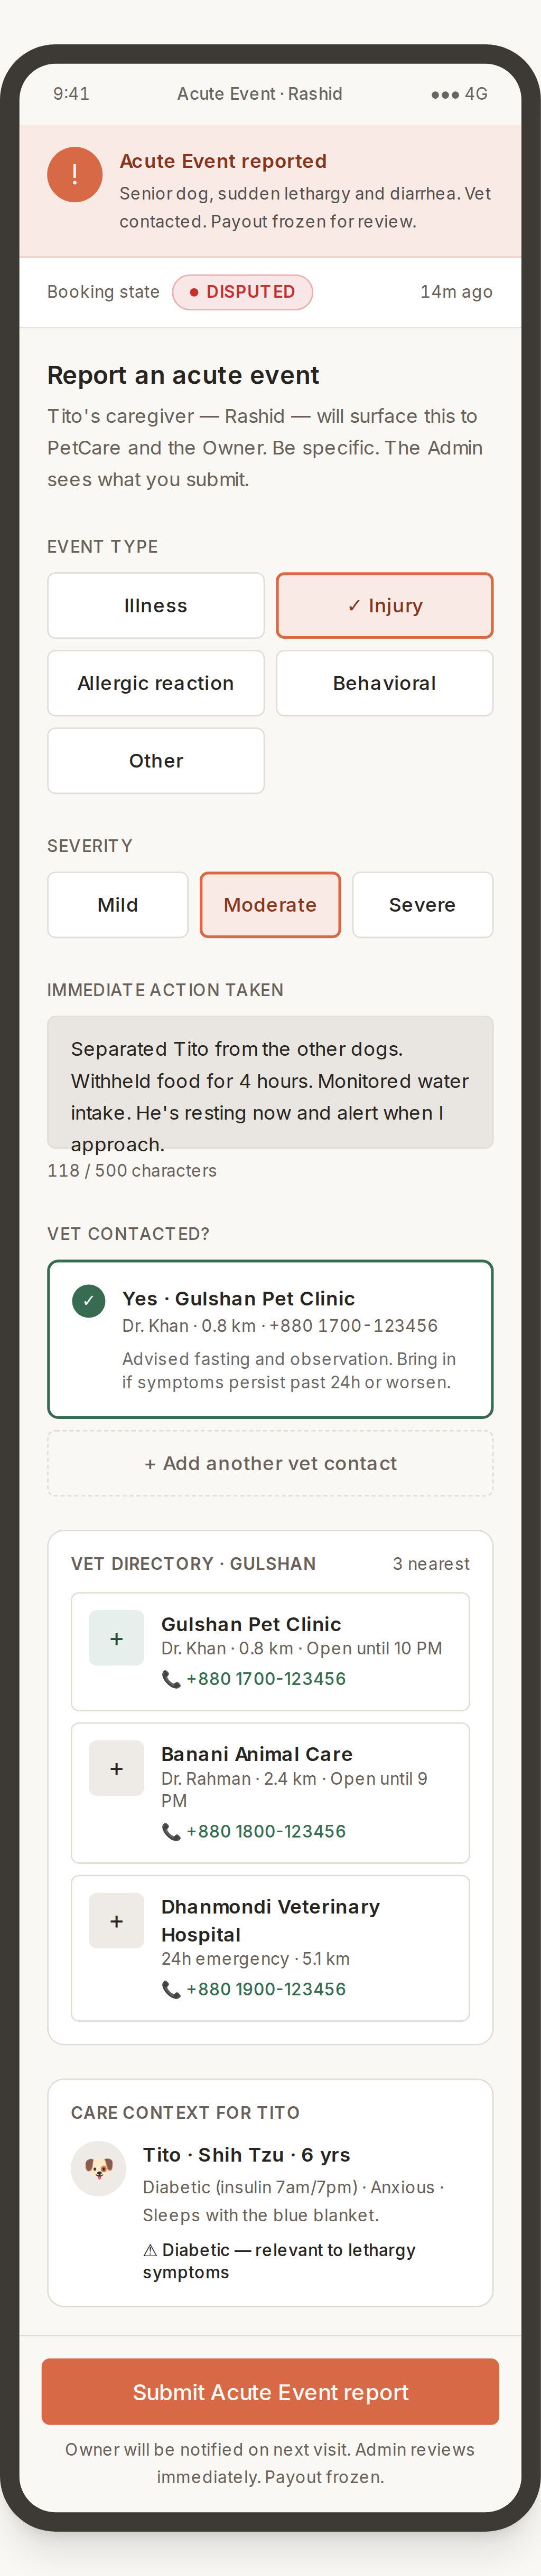 9:41 Acute Event · Rashid ●●● 4G
! Acute Event reported
Senior dog, sudden lethargy and diarrhea. Vet
contacted. Payout frozen for review.
Booking state ● DISPUTED 14m ago
Report an acute event
Tito's caregiver — Rashid — will surface this to
PetCare and the Owner. Be specific. The Admin
sees what you submit.
EVENT TYPE
Illness ✓ Injury
Allergic reaction Behavioral
Other
SEVERITY
Mild Moderate Severe
IMMEDIATE ACTION TAKEN
Separated Tito from the other dogs.
Withheld food for 4 hours. Monitored water
intake. He's resting now and alert when I
approach.
118 / 500 characters
VET CONTACTED?
✓ Yes · Gulshan Pet Clinic
Dr. Khan · 0.8 km · +880 1700-123456
Advised fasting and observation. Bring in
if symptoms persist past 24h or worsen.
+ Add another vet contact
VET DIRECTORY · GULSHAN 3 nearest
+ Gulshan Pet Clinic
Dr. Khan · 0.8 km · Open until 10 PM
📞 +880 1700-123456
+ Banani Animal Care
Dr. Rahman · 2.4 km · Open until 9
PM
📞 +880 1800-123456
+ Dhanmondi Veterinary
Hospital
24h emergency · 5.1 km
📞 +880 1900-123456
CARE CONTEXT FOR TITO
Tito · Shih Tzu · 6 yrs
Diabetic (insulin 7am/7pm) · Anxious ·
Sleeps with the blue blanket.
⚠ Diabetic — relevant to lethargy
symptoms
Submit Acute Event report
Owner will be notified on next visit. Admin reviews
immediately. Payout frozen.